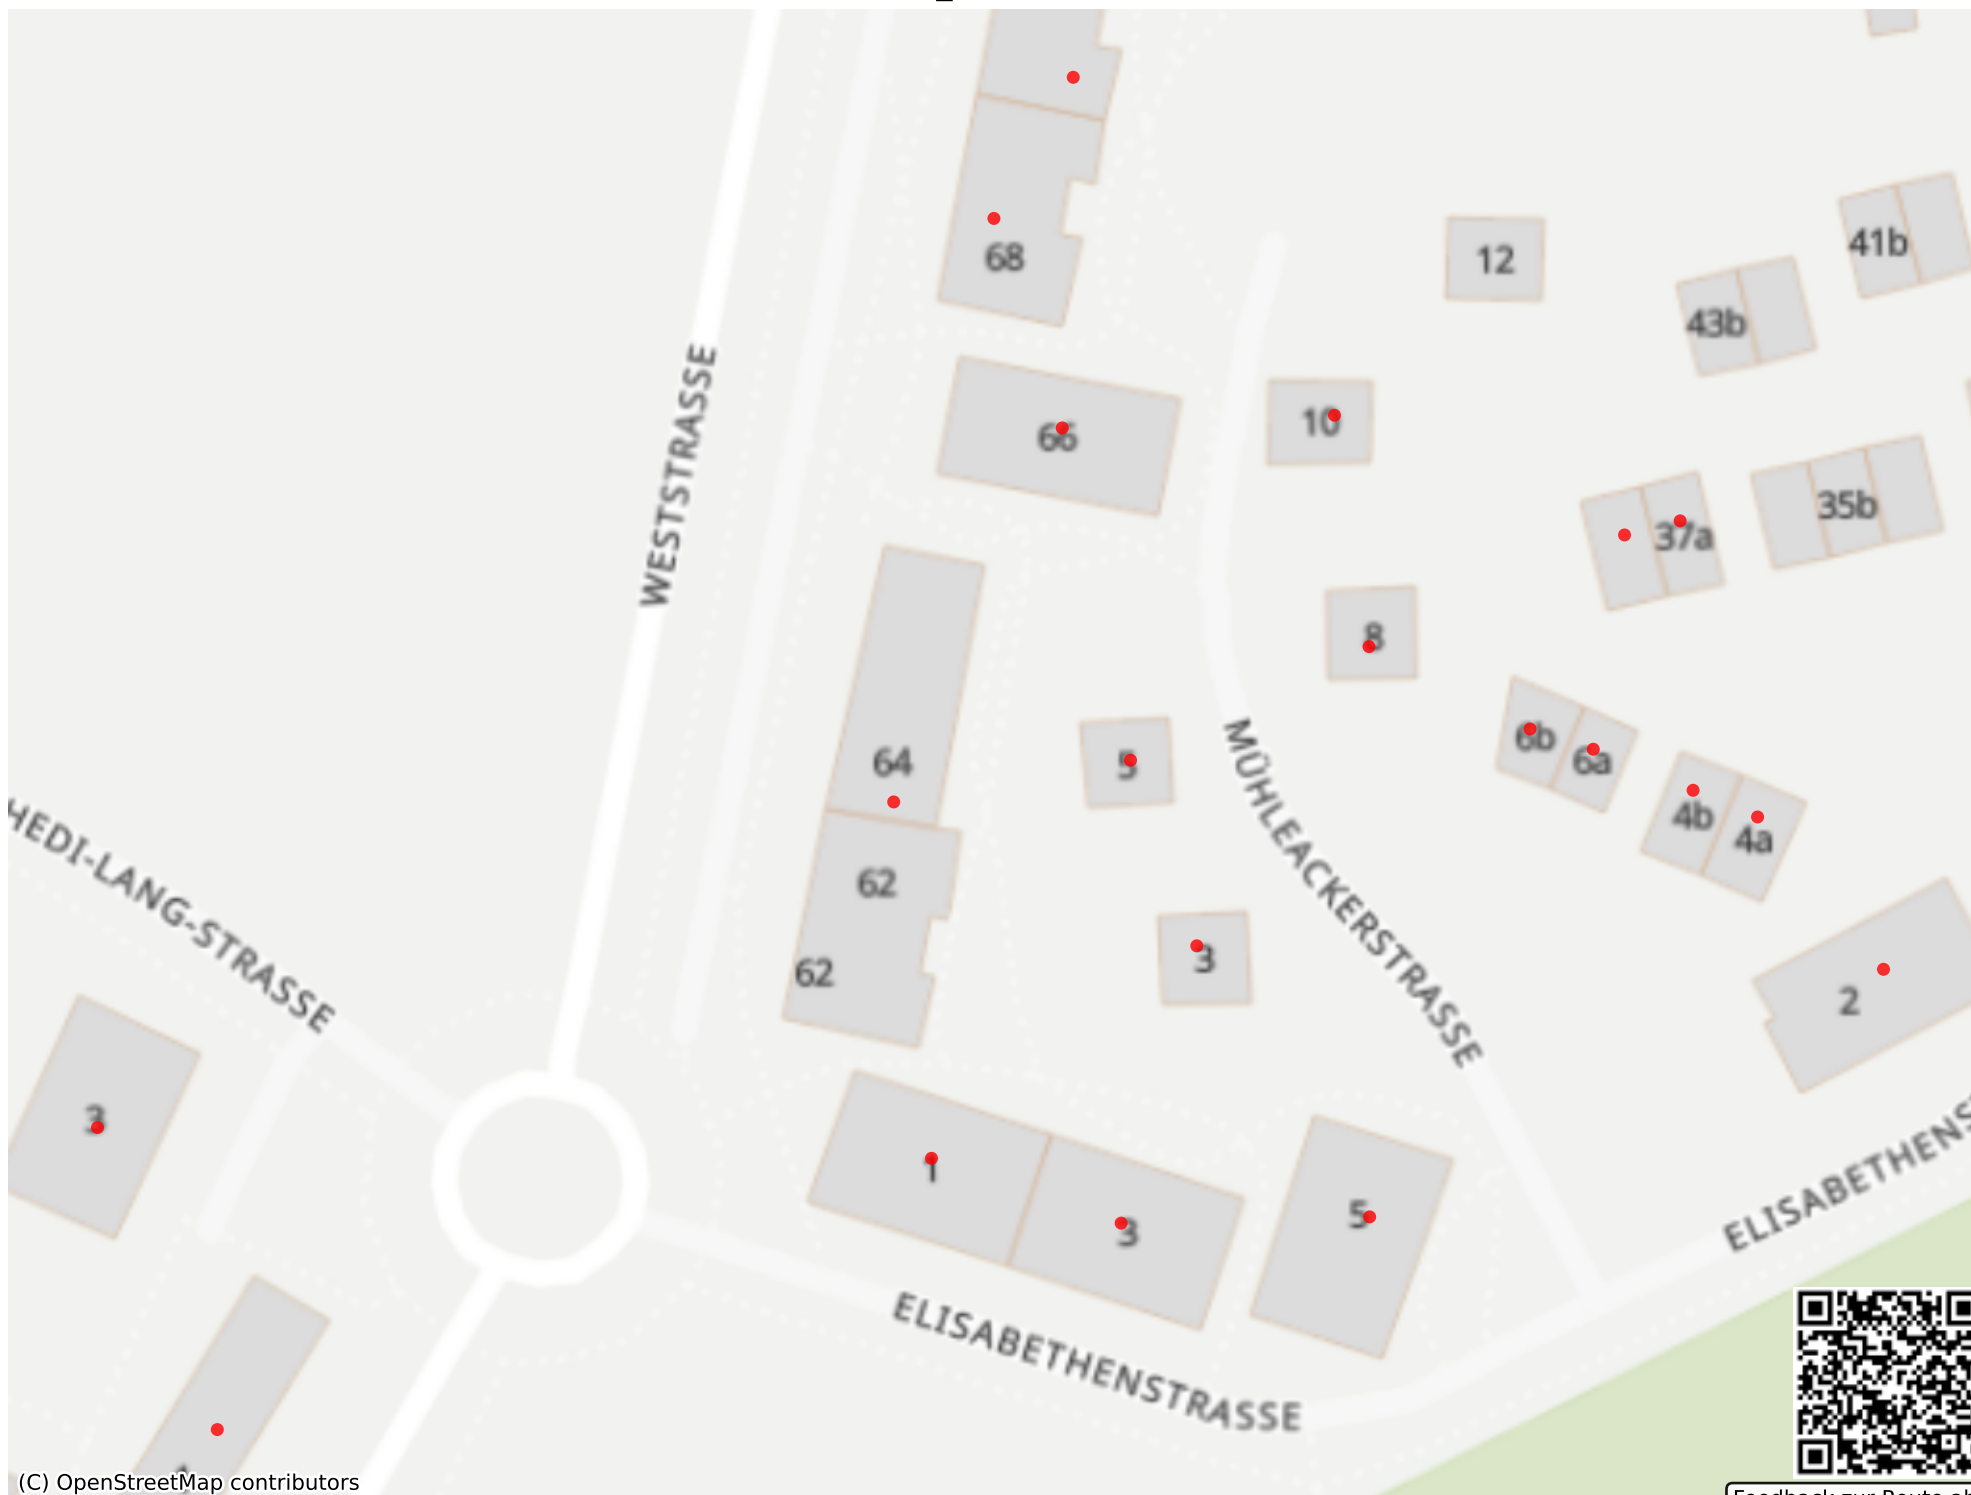 68
12
41b
43b
WESTSTRASSE
66
10
35b
37a
8
64
5
6b
6a
4b
4a
MÜHLEACKERSTRASSE
62
62
3
2
HEDI-LANG-STRASSE
3
1
3
5
ELISABETHENS
ELISABETHENSTRASSE
(C) OpenStreetMap contributors